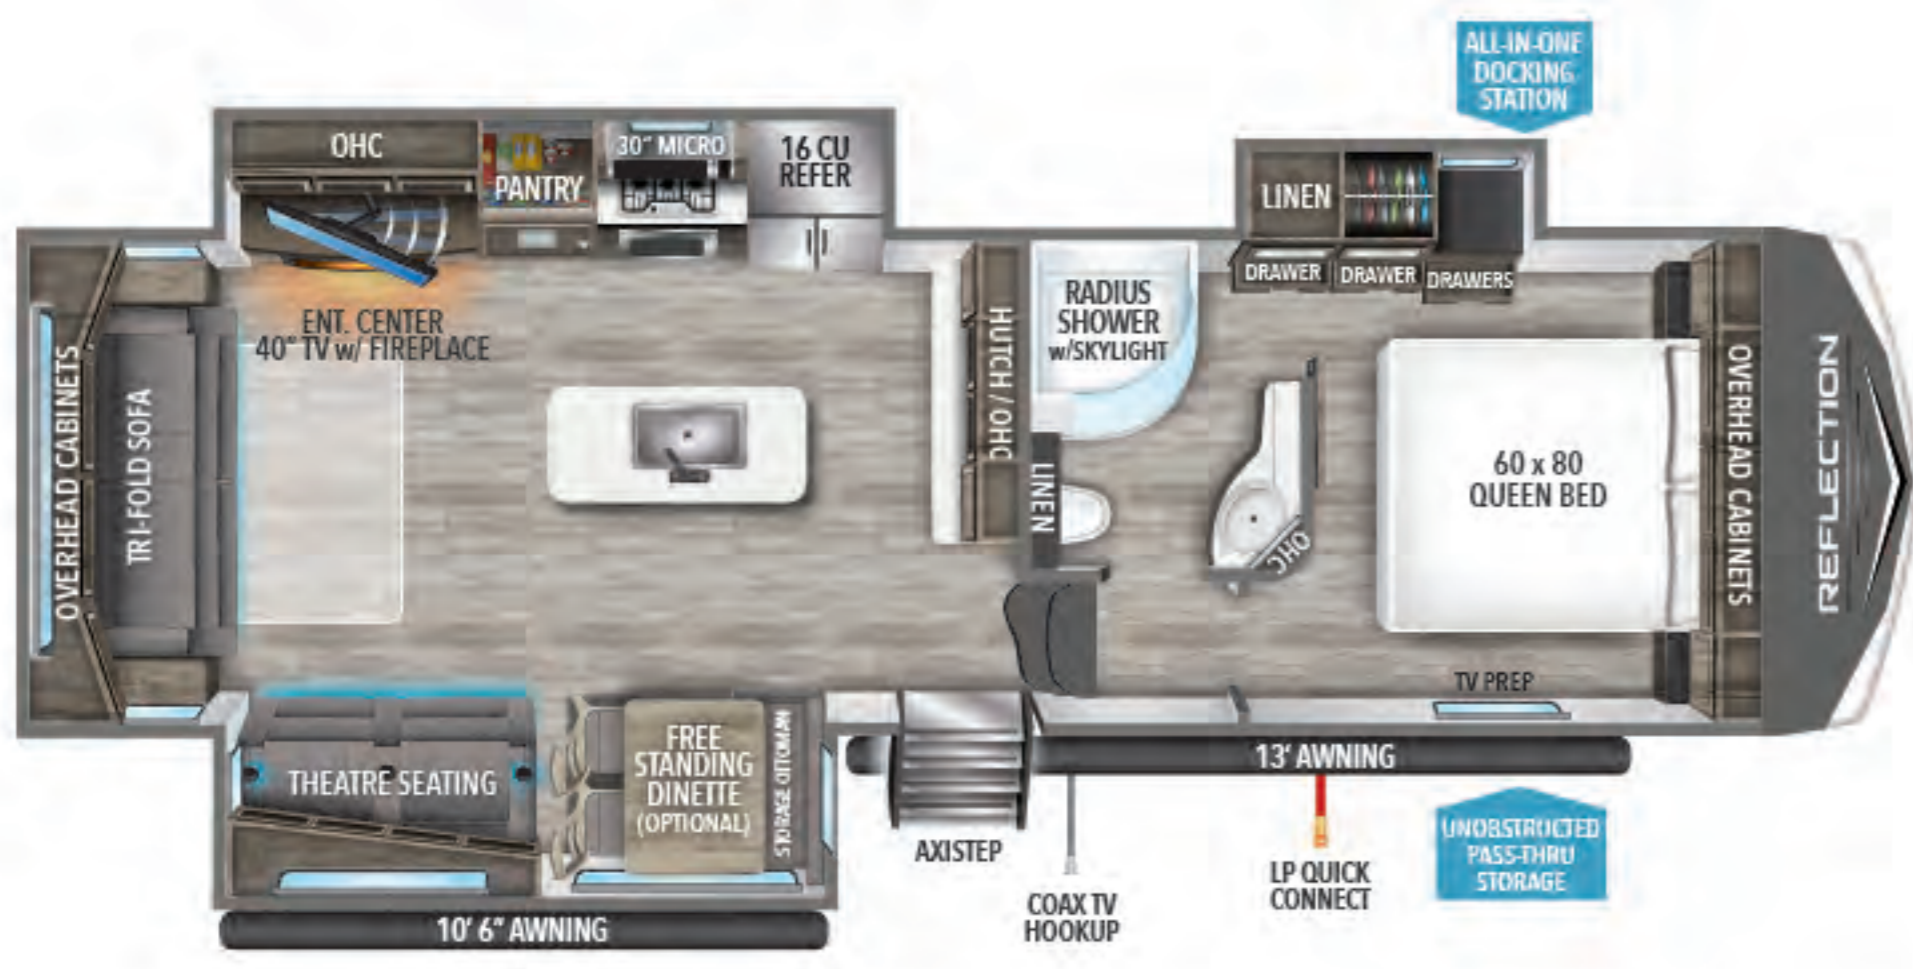 ALL-IN-ONE
DOCKING
STATION
OHC
PANTRY
30" MICRO
16 CU
REFER
LINEN
DRAWER
DRAWER
DRAWERS
ENT. CENTER
40" TV w/ FIREPLACE
OVERHEAD CABINETS
TRI-FOLD SOFA
HUTCH / OHC
RADIUS
SHOWER
w/SKYLIGHT
LINEN
OHC
60 x 80
QUEEN BED
OVERHEAD CABINETS
REFLECTION
TV PREP
THEATRE SEATING
FREE
STANDING
DINETTE
(OPTIONAL)
STORAGE OTTOMAN
13' AWNING
AXISTEP
COAX TV
HOOKUP
LP QUICK
CONNECT
UNOBSTRUCTED
PASS-THRU
STORAGE
10' 6" AWNING